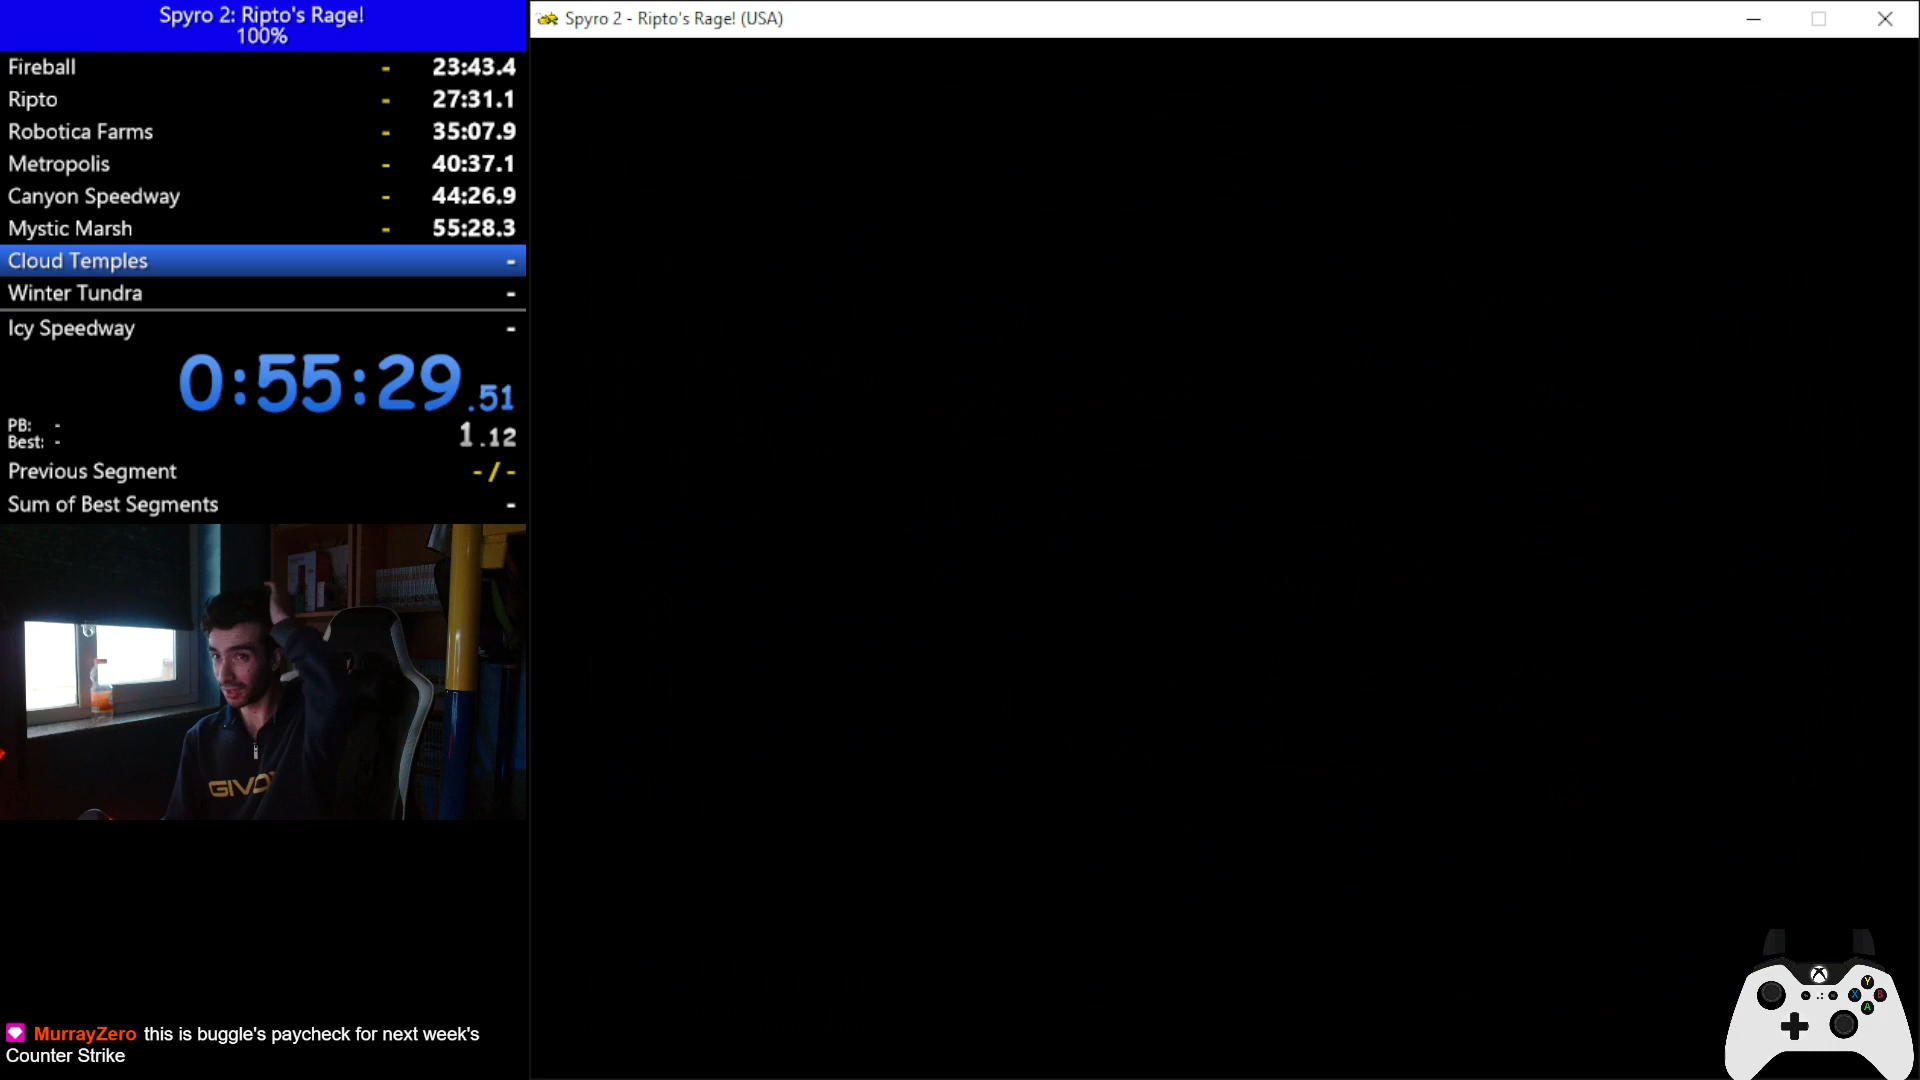 Spyro 2: Ripto's Rage!
100%
Fireball - 23:43.4
Ripto - 27:31.1
Robotica Farms - 35:07.9
Metropolis - 40:37.1
Canyon Speedway - 44:26.9
Mystic Marsh - 55:28.3
Cloud Temples -
Winter Tundra -
Icy Speedway -
0:55:29.51
PB: -
Best: -
1.12
Previous Segment -/-
Sum of Best Segments -
Spyro 2 - Ripto's Rage! (USA)
MurrayZero this is buggle's paycheck for next week's
Counter Strike
Y
X
B
A